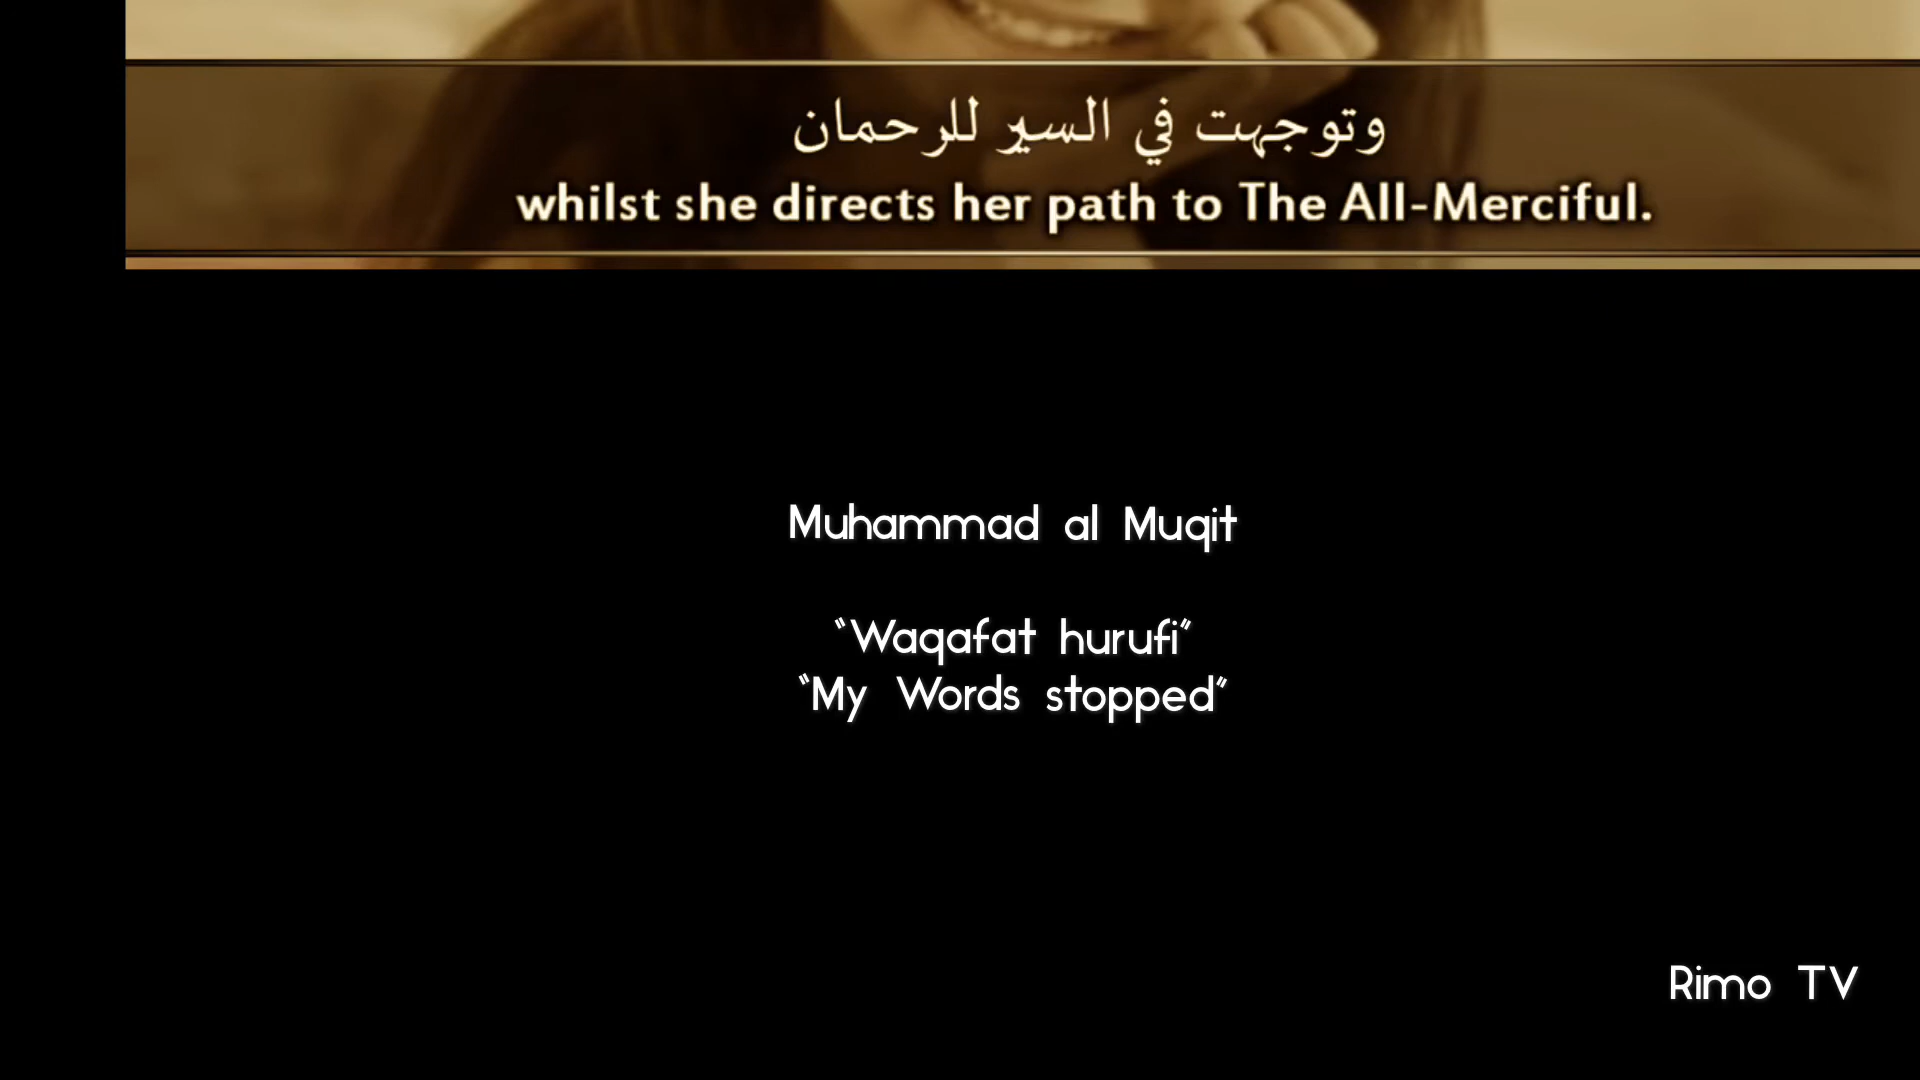 وتوجهت في السير للرحمان
whilst she directs her path to The All-Merciful.
Muhammad al Muqit
"Waqafat hurufi"
"My Words stopped"
Rimo TV